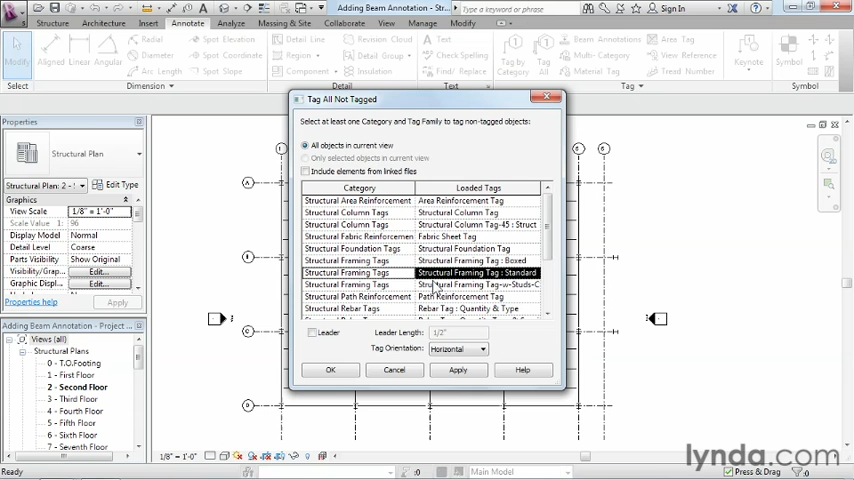 Adding Beam Annotation - Str...
Type a keyword or phrase
Sign In
Structure
Architecture
Insert
Annotate
Analyze
Massing & Site
Collaborate
View
Manage
Modify
Modify
Aligned
Linear
Angular
Radial
Diameter
Arc Length
Spot Elevation
Spot Coordinate
Spot Slope
Detail Line
Region
Component
Revision Cloud
Detail Group
Text
Check Spelling
Find/ Replace
Tag by
Category
Tag
All
Beam Annotations
Multi- Category
Material Tag
Area Tag
Keynote
Symbol
Select
Dimension
Detail
Text
Tag
Symbol
Properties
Structural Plan
Structural Plan: 2 - S
Edit Type
Graphics
View Scale
1/8" = 1'-0"
Scale Value 1:
96
Display Model
Normal
Detail Level
Coarse
Parts Visibility
Show Original
Visibility/Grap...
Edit...
Graphic Displ...
Edit...
Properties help
Apply
Adding Beam Annotation - Project ...
Views (all)
Structural Plans
0 - T.O.Footing
1 - First Floor
2 - Second Floor
3 - Third Floor
4 - Fourth Floor
5 - Fifth Floor
6 - Sixth Floor
7 - Seventh Floor
Tag All Not Tagged
Select at least one Category and Tag Family to tag non-tagged objects:
All objects in current view
Only selected objects in current view
Include elements from linked files
Category
Loaded Tags
Structural Area Reinforcement
Area Reinforcement Tag
Structural Column Tags
Structural Column Tag
Structural Column Tags
Structural Column Tag-45 : Struct
Structural Fabric Reinforcemen
Fabric Sheet Tag
Structural Foundation Tags
Structural Foundation Tag
Structural Framing Tags
Structural Framing Tag : Boxed
Structural Framing Tags
Structural Framing Tag : Standard
Structural Framing Tags
Structural Framing Tag-w-Studs-C
Structural Path Reinforcement
Path Reinforcement Tag
Structural Rebar Tags
Rebar Tag : Quantity & Type
Leader
Leader Length:
1/2"
Tag Orientation:
Horizontal
OK
Cancel
Apply
Help
A
C
D
1/8" = 1'-0"
Ready
:0
Main Model
Press & Drag
:0
lynda.com